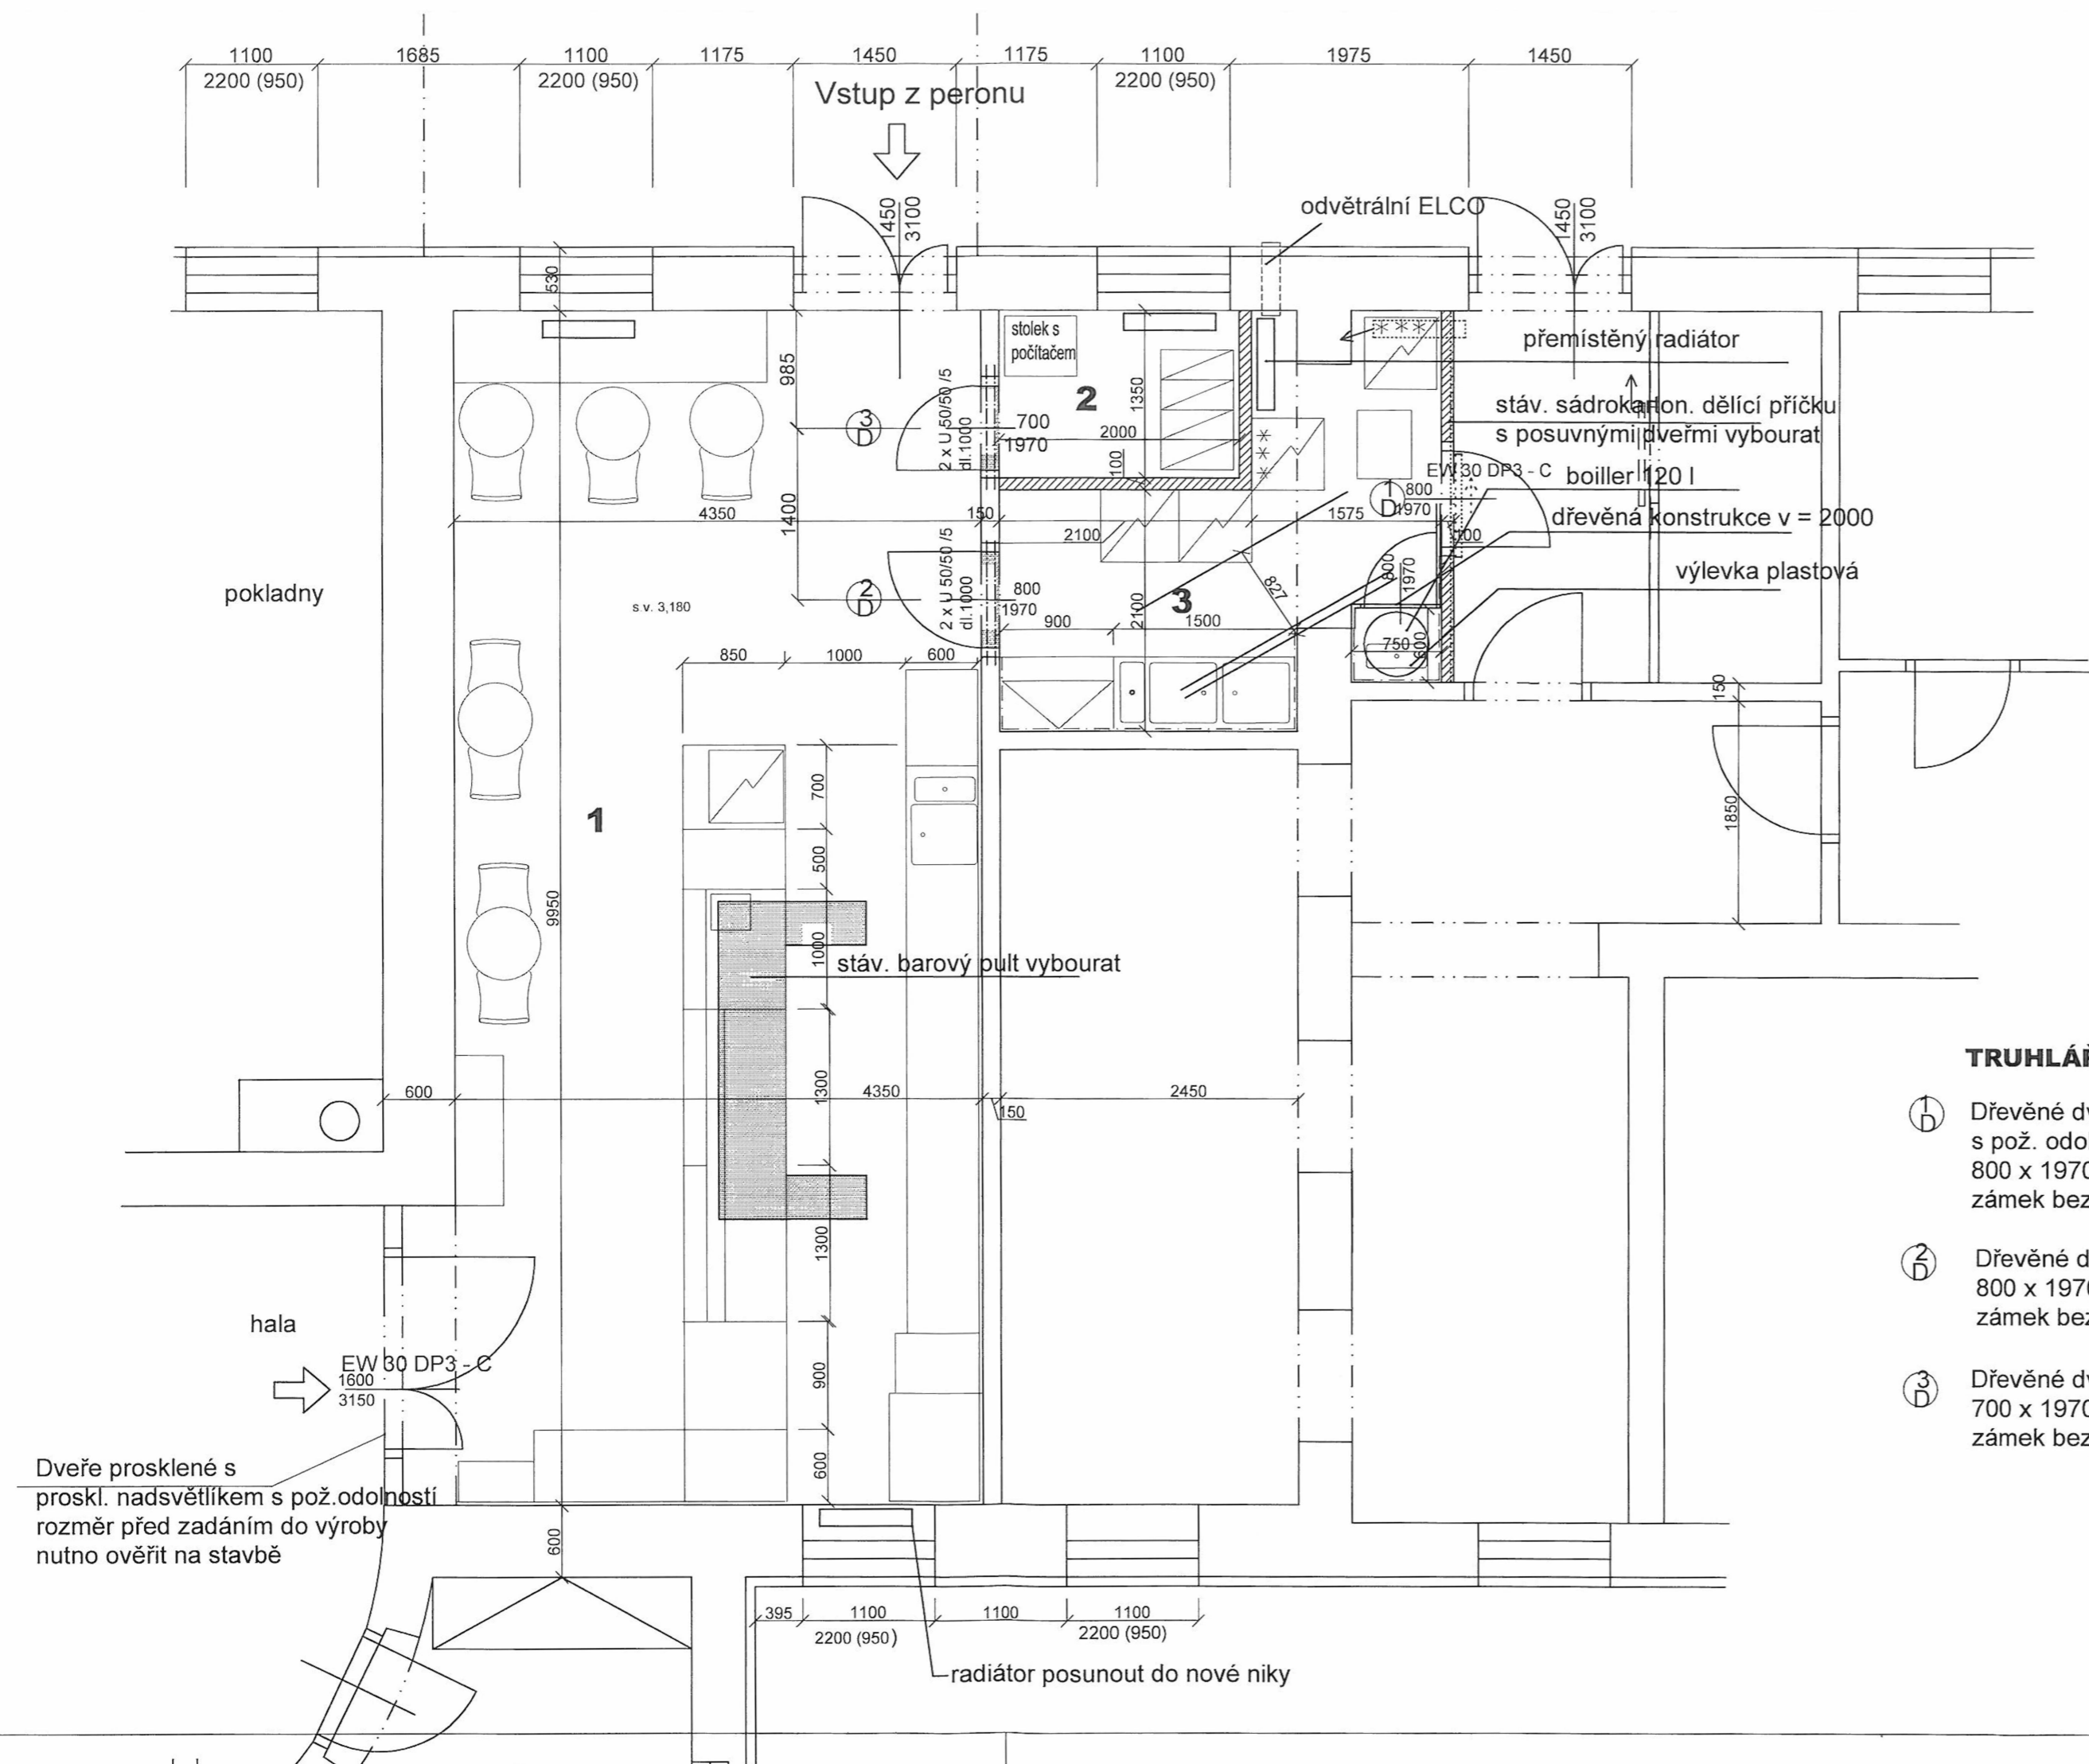 1100 1685 1100 1175 1450 1175 1100 1975 1450
2200 (950) 2200 (950) 2200 (950)
Vstup z peronu
odvětrální ELCO
1450
3100
1450
3100
530
stolek s
počítačem
2
1350
2000
100
985
1400
3
D
2 x U 50/50 /5
dl.1000
700
1970
přemístěný radiátor
stáv. sádrokarton. dělící příčku
s posuvnými dveřmi vybourat
EW 30 DP3 - C
boiller 120 l
1
D
800
1970
dřevěná konstrukce v = 2000
100
výlevka plastová
4350
150
2100
1575
827
800
1970
pokladny
s.v. 3,180
2
D
2 x U 50/50 /5
dl.1000
800
1970
3
2100
900
1500
750
600
850 1000 600
150
1850
700
1
500
9950
1000
stáv. barový pult vybourat
1300
600
4350
150
2450
1300
hala
EW 30 DP3 - C
1600
3150
900
600
Dveře prosklené s
proskl. nadsvětlíkem s pož.odolností
rozměr před zadáním do výroby
nutno ověřit na stavbě
600
395 1100 1100 1100
2200 (950) 2200 (950)
radiátor posunout do nové niky
TRUHLÁŘ
1
D
Dřevěné dv
s pož. odol
800 x 1970
zámek bez
2
D
Dřevěné d
800 x 1970
zámek bez
3
D
Dřevěné dv
700 x 1970
zámek bez